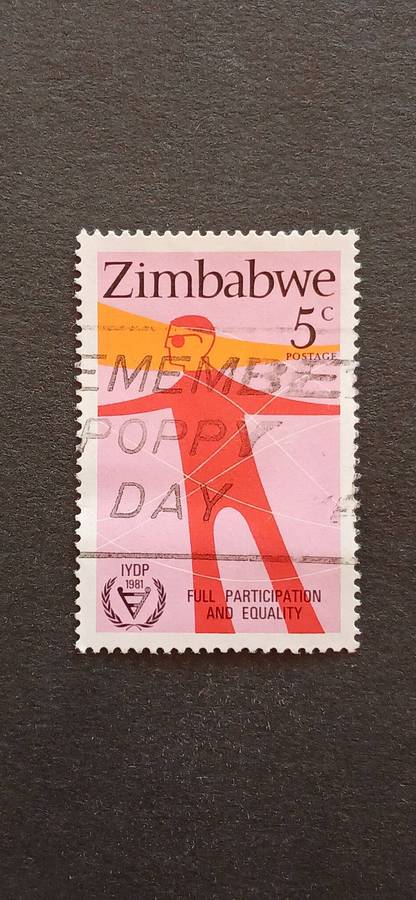 Zimbabwe
5c
POSTAGE
EMEMBE
POPPY
DAY
IYDP
1981
FULL PARTICIPATION
AND EQUALITY